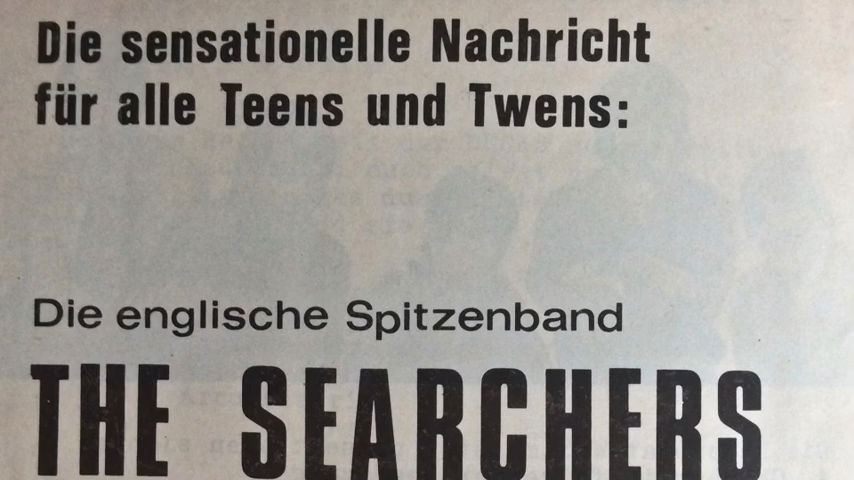 Die sensationelle Nachricht
für alle Teens und Twens:
Die englische Spitzenband
THE SEARCHERS